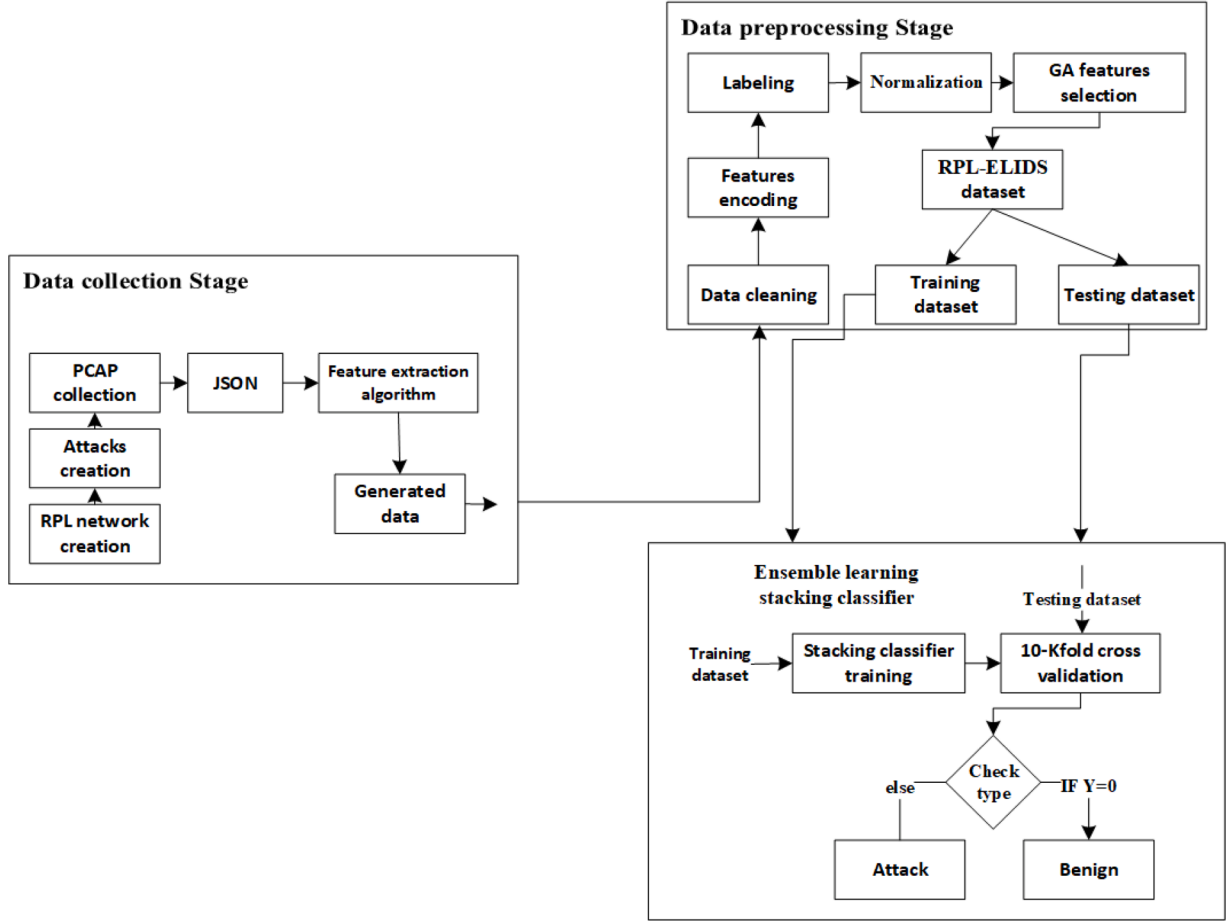 Data preprocessing Stage
Labeling
Normalization
GA features
selection
Features
encoding
RPL-ELIDS
dataset
Data cleaning
Training
dataset
Testing dataset
Data collection Stage
PCAP
collection
JSON
Feature extraction
algorithm
Attacks
creation
RPL network
creation
Generated
data
Ensemble learning
stacking classifier
Testing dataset
Training
dataset
Stacking classifier
training
10-Kfold cross
validation
Check
type
else
IF Y=0
Attack
Benign